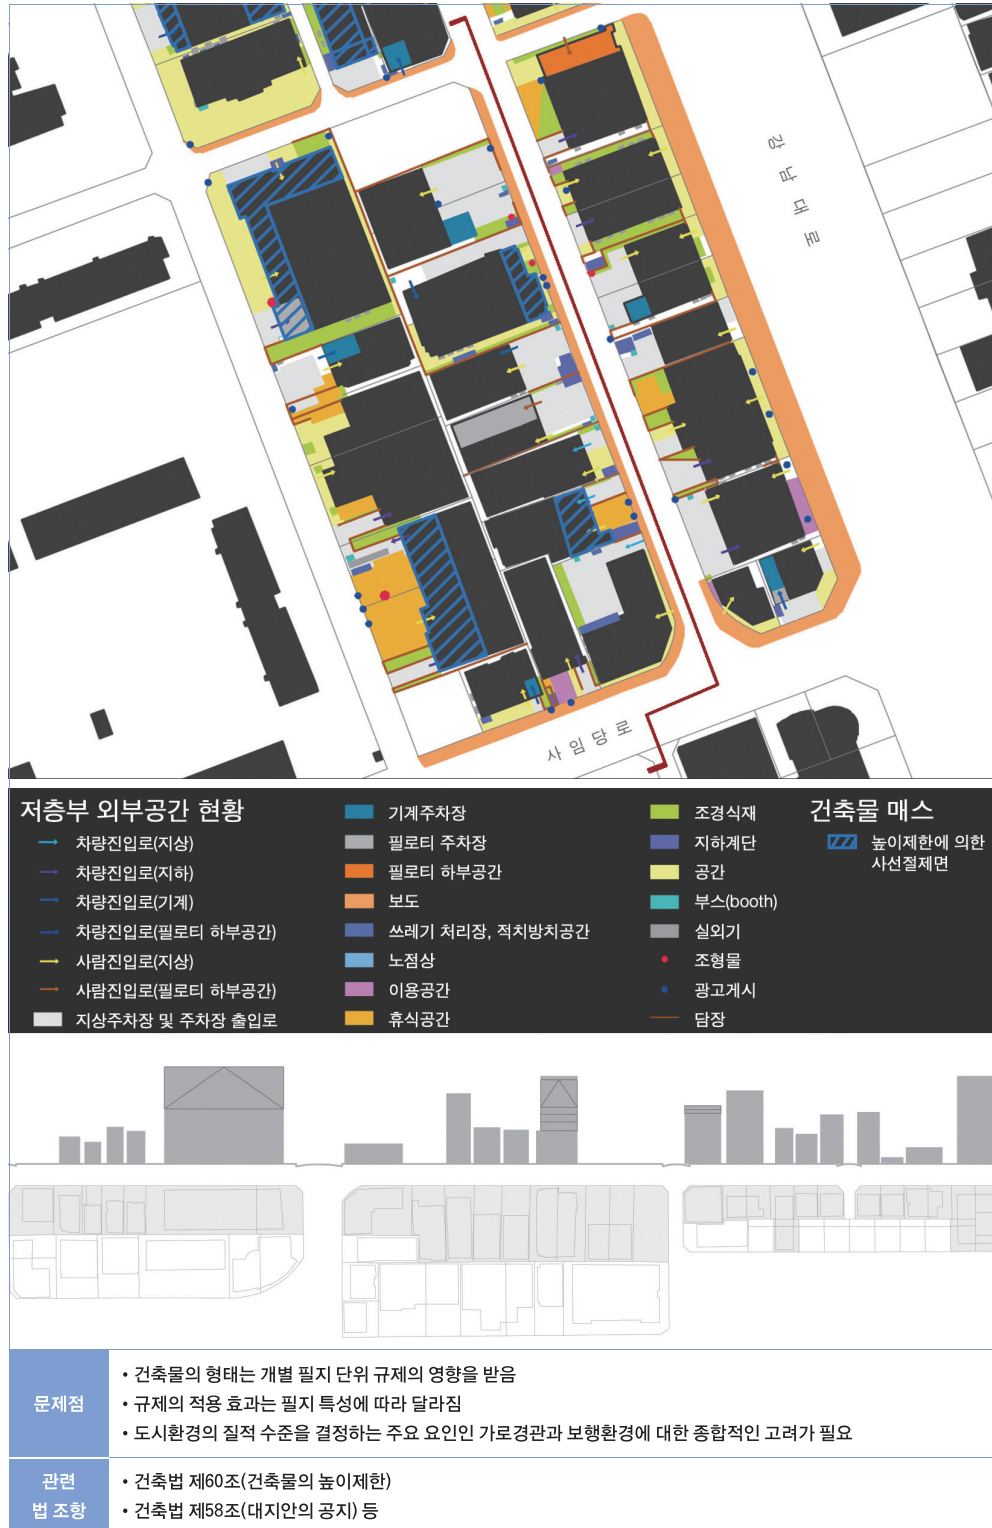 강남대로
사임당로
저층부 외부공간 현황
차량진입로(지상)
차량진입로(지하)
차량진입로(기계)
차량진입로(필로티 하부공간)
사람진입로(지상)
사람진입로(필로티 하부공간)
지상주차장 및 주차장 출입로
기계주차장
필로티 주차장
필로티 하부공간
보도
쓰레기 처리장, 적치방치공간
노점상
이용공간
휴식공간
조경식재
지하계단
공간
부스(booth)
실외기
조형물
광고게시
담장
건축물 매스
높이제한에 의한
사선절제면
문제점
• 건축물의 형태는 개별 필지 단위 규제의 영향을 받음
• 규제의 적용 효과는 필지 특성에 따라 달라짐
• 도시환경의 질적 수준을 결정하는 주요 요인인 가로경관과 보행환경에 대한 종합적인 고려가 필요
관련
법 조항
• 건축법 제60조(건축물의 높이제한)
• 건축법 제58조(대지안의 공지) 등